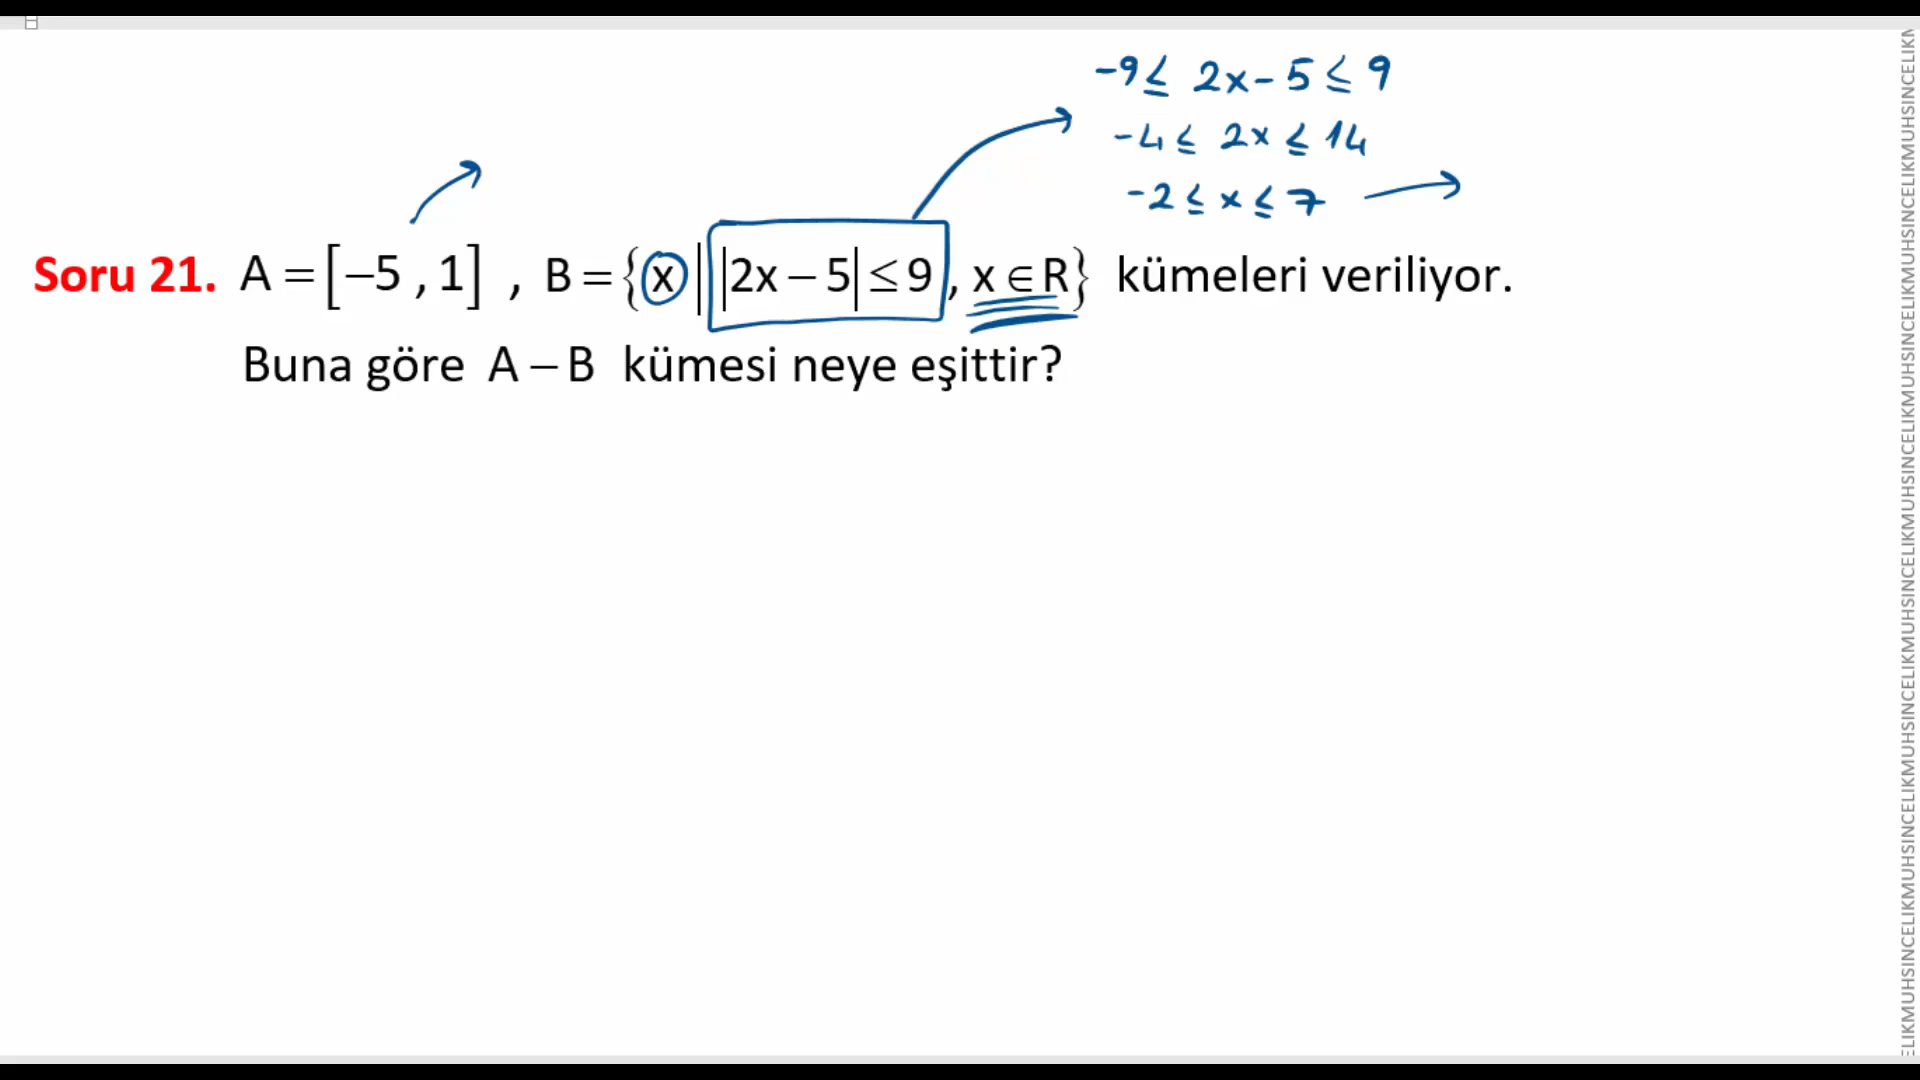 -9 ≤ 2x - 5 ≤ 9
-4 ≤ 2x ≤ 14
-2 ≤ x ≤ 7
Soru 21. A = [-5 , 1] , B = {x | |2x - 5| ≤ 9 , x ∈ R} kümeleri veriliyor.
Buna göre A - B kümesi neye eşittir?
ELIKMUHSINCELIKMUHSINCELIKMUHSINCELIKMUHSINCELIKMUHSINCELIKMUHSINCELIKMUHSINCELIKMUHSINCELIK